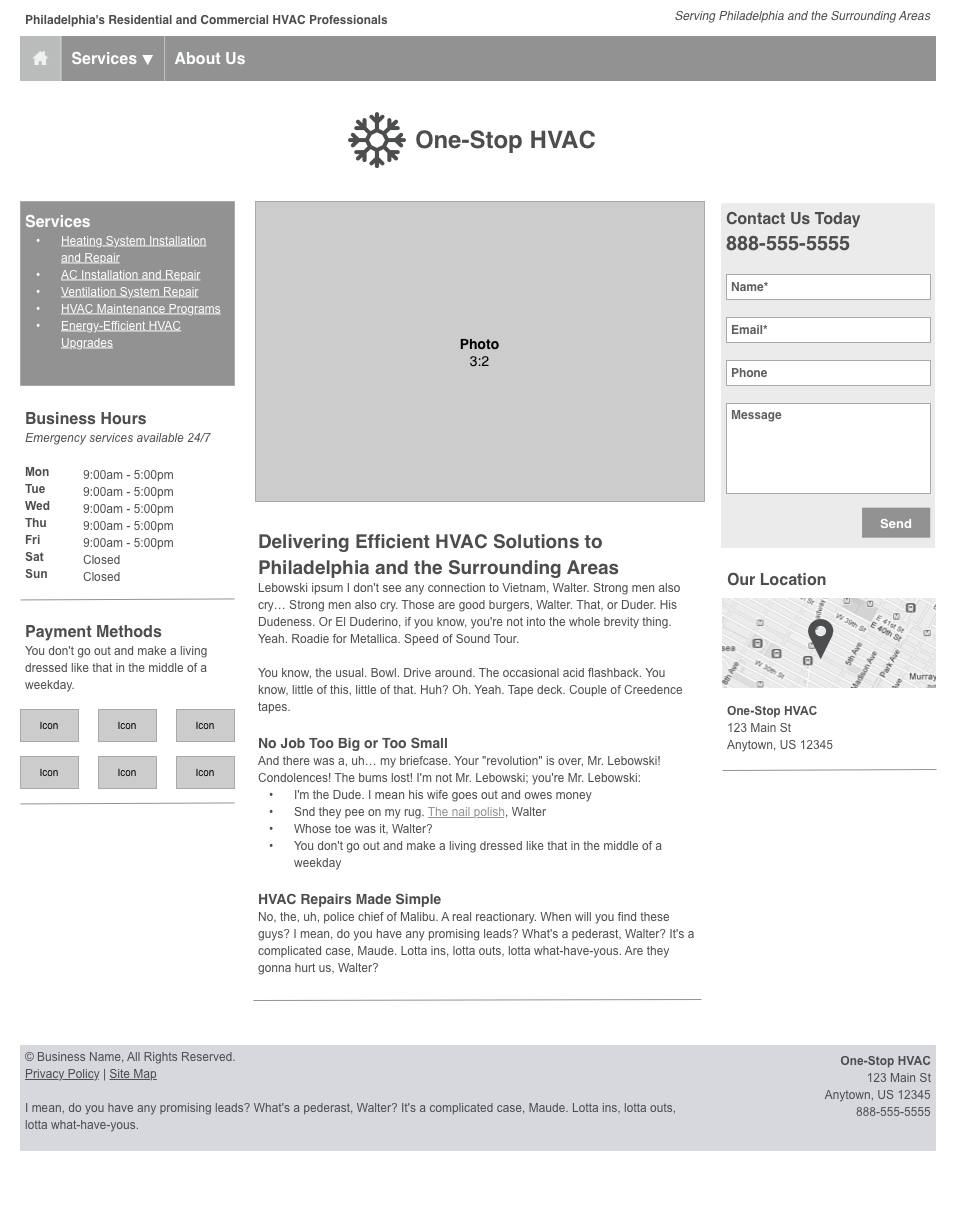 Philadelphia's Residential and Commercial HVAC Professionals
Serving Philadelphia and the Surrounding Areas
Services ▼
About Us
One-Stop HVAC
Services
• Heating System Installation
and Repair
• AC Installation and Repair
• Ventilation System Repair
• HVAC Maintenance Programs
• Energy-Efficient HVAC
Upgrades
Business Hours
Emergency services available 24/7
Mon 9:00am - 5:00pm
Tue 9:00am - 5:00pm
Wed 9:00am - 5:00pm
Thu 9:00am - 5:00pm
Fri 9:00am - 5:00pm
Sat Closed
Sun Closed
Payment Methods
You don't go out and make a living
dressed like that in the middle of a
weekday.
Icon Icon Icon
Icon Icon Icon
Photo
3:2
Delivering Efficient HVAC Solutions to
Philadelphia and the Surrounding Areas
Lebowski ipsum I don't see any connection to Vietnam, Walter. Strong men also
cry… Strong men also cry. Those are good burgers, Walter. That, or Duder. His
Dudeness. Or El Duderino, if you know, you're not into the whole brevity thing.
Yeah. Roadie for Metallica. Speed of Sound Tour.
You know, the usual. Bowl. Drive around. The occasional acid flashback. You
know, little of this, little of that. Huh? Oh. Yeah. Tape deck. Couple of Creedence
tapes.
No Job Too Big or Too Small
And there was a, uh… my briefcase. Your "revolution" is over, Mr. Lebowski!
Condolences! The bums lost! I'm not Mr. Lebowski; you're Mr. Lebowski:
• I'm the Dude. I mean his wife goes out and owes money
• Snd they pee on my rug. The nail polish, Walter
• Whose toe was it, Walter?
• You don't go out and make a living dressed like that in the middle of a
weekday
HVAC Repairs Made Simple
No, the, uh, police chief of Malibu. A real reactionary. When will you find these
guys? I mean, do you have any promising leads? What's a pederast, Walter? It's a
complicated case, Maude. Lotta ins, lotta outs, lotta what-have-yous. Are they
gonna hurt us, Walter?
Contact Us Today
888-555-5555
Name*
Email*
Phone
Message
Send
Our Location
W 39th St
E 41st St
E 40th St
sea
W 30th St
8th Ave
5th Ave
Madison Ave
Park Ave
Murray
One-Stop HVAC
123 Main St
Anytown, US 12345
© Business Name, All Rights Reserved.
Privacy Policy | Site Map
I mean, do you have any promising leads? What's a pederast, Walter? It's a complicated case, Maude. Lotta ins, lotta outs,
lotta what-have-yous.
One-Stop HVAC
123 Main St
Anytown, US 12345
888-555-5555